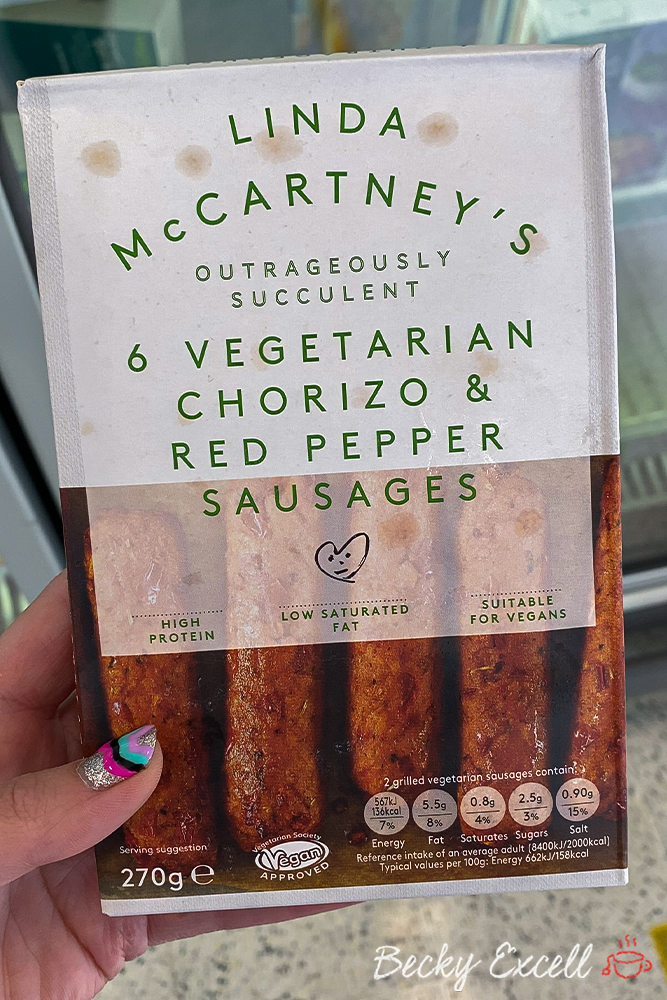 LINDA
McCARTNEY'S
OUTRAGEOUSLY
SUCCULENT
6 VEGETARIAN
CHORIZO &
RED PEPPER
SAUSAGES
HIGH
PROTEIN
LOW SATURATED
FAT
SUITABLE
FOR VEGANS
2 grilled vegetarian sausages contain:
567kJ
136kcal
7%
Energy
5.5g
8%
Fat
0.8g
4%
Saturates
2.5g
3%
Sugars
0.90g
15%
Salt
Reference intake of an average adult (8400kJ/2000kcal)
Typical values per 100g: Energy 662kJ/158kcal
Serving suggestion
270g ℮
Vegetarian Society
Vegan
APPROVED
Becky Excell